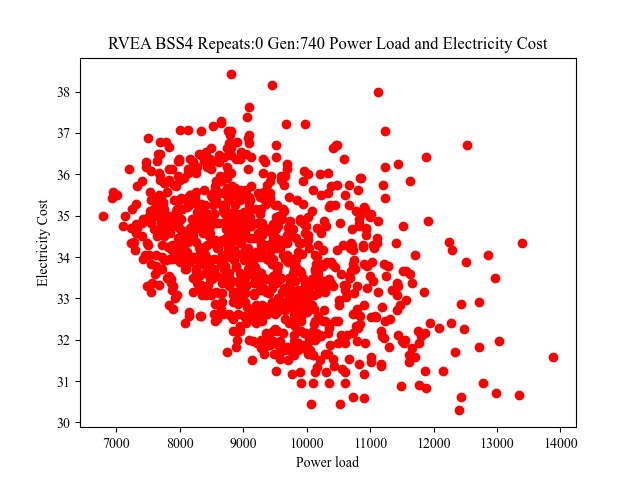 RVEA BSS4 Repeats:0 Gen:740 Power Load and Electricity Cost
38
37
36
35
34
33
32
31
30
Electricity Cost
7000 8000 9000 10000 11000 12000 13000 14000
Power load